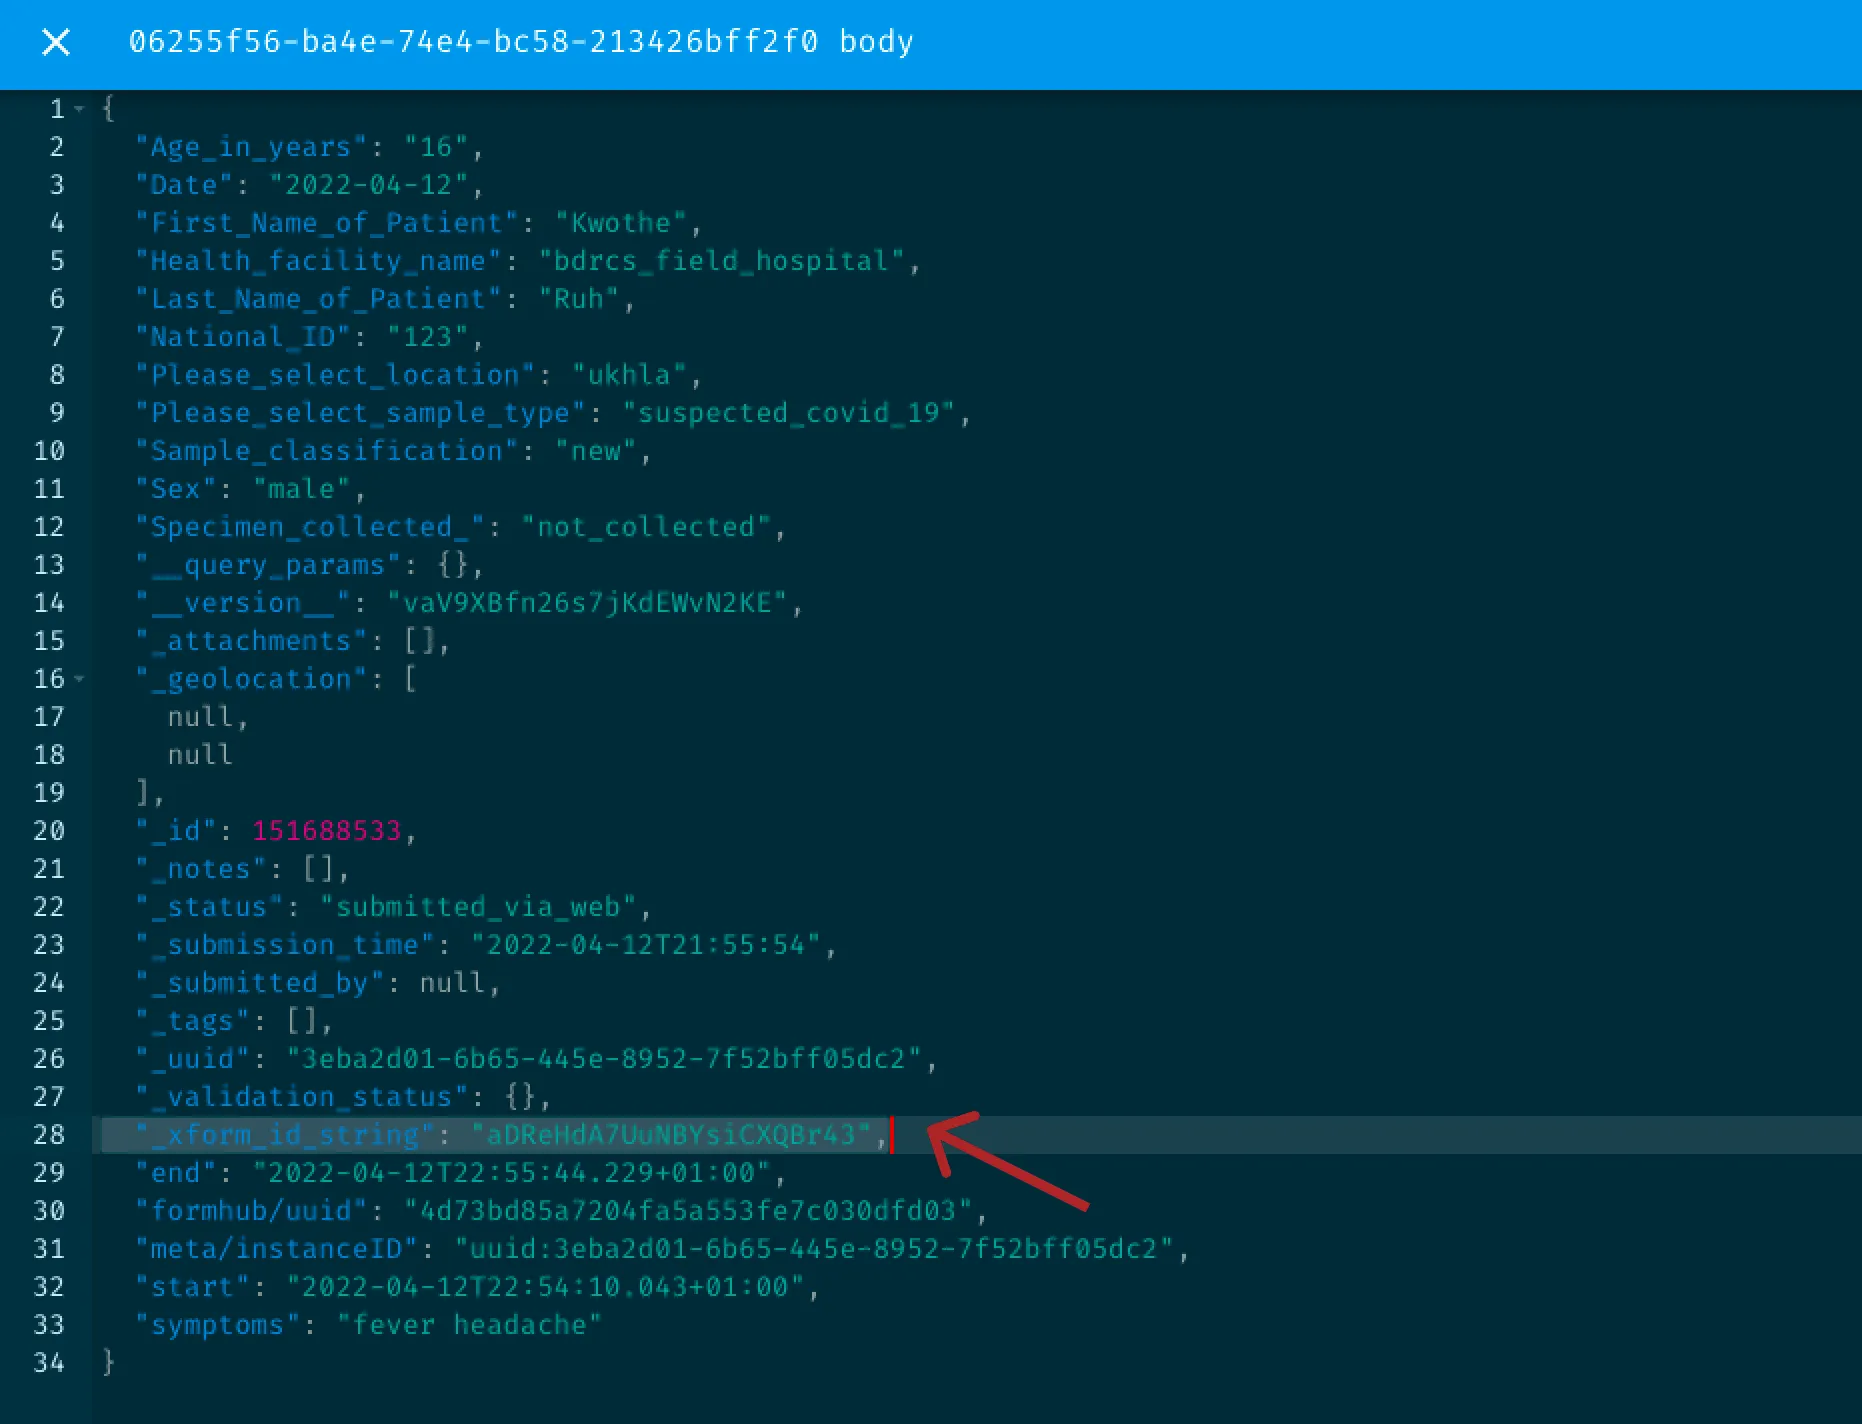 06255f56-ba4e-74e4-bc58-213426bff2f0 body
1 {
2 "Age_in_years": "16",
3 "Date": "2022-04-12",
4 "First_Name_of_Patient": "Kwothe",
5 "Health_facility_name": "bdrcs_field_hospital",
6 "Last_Name_of_Patient": "Ruh",
7 "National_ID": "123",
8 "Please_select_location": "ukhla",
9 "Please_select_sample_type": "suspected_covid_19",
10 "Sample_classification": "new",
11 "Sex": "male",
12 "Specimen_collected_": "not_collected",
13 "__query_params": {},
14 "__version__": "vaV9XBfn26s7jKdEWvN2KE",
15 "_attachments": [],
16 "_geolocation": [
17 null,
18 null
19 ],
20 "_id": 151688533,
21 "_notes": [],
22 "_status": "submitted_via_web",
23 "_submission_time": "2022-04-12T21:55:54",
24 "_submitted_by": null,
25 "_tags": [],
26 "_uuid": "3eba2d01-6b65-445e-8952-7f52bff05dc2",
27 "_validation_status": {},
28 "_xform_id_string": "aDReHdA7UuNBYsiCXQBr43",
29 "end": "2022-04-12T22:55:44.229+01:00",
30 "formhub/uuid": "4d73bd85a7204fa5a553fe7c030dfd03",
31 "meta/instanceID": "uuid:3eba2d01-6b65-445e-8952-7f52bff05dc2",
32 "start": "2022-04-12T22:54:10.043+01:00",
33 "symptoms": "fever headache"
34 }